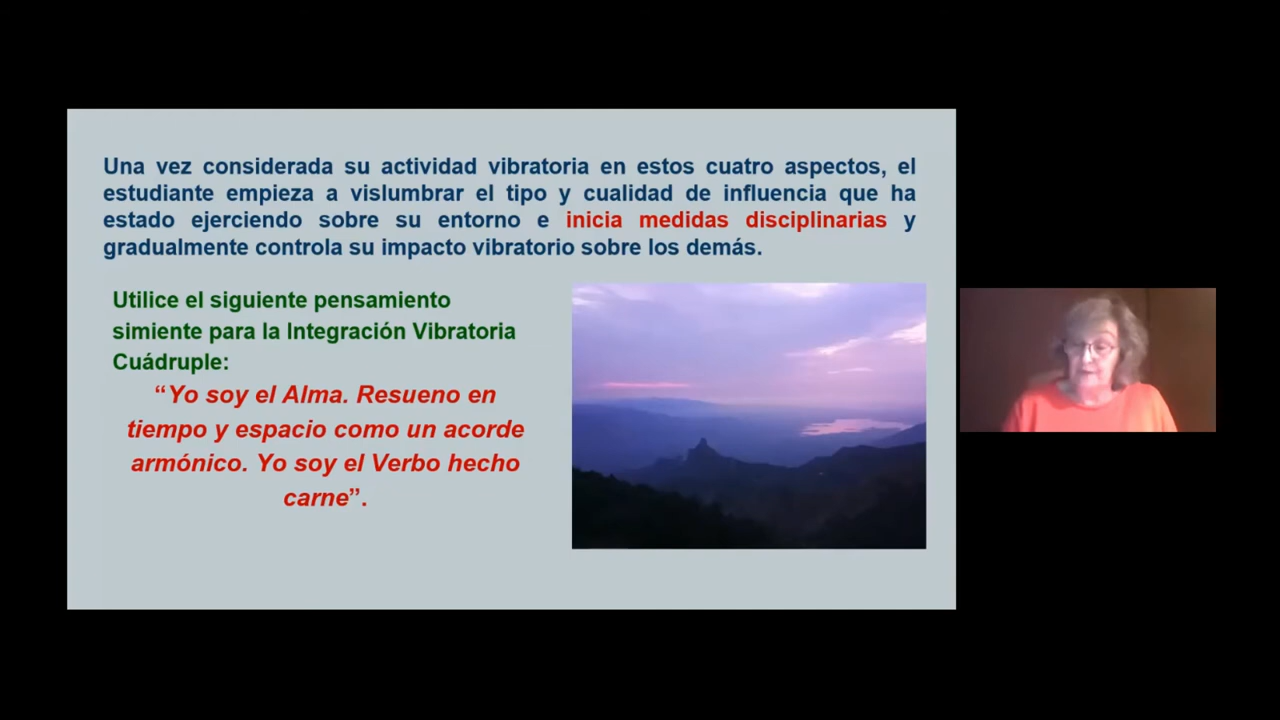 Una vez considerada su actividad vibratoria en estos cuatro aspectos, el
estudiante empieza a vislumbrar el tipo y cualidad de influencia que ha
estado ejerciendo sobre su entorno e inicia medidas disciplinarias y
gradualmente controla su impacto vibratorio sobre los demás.
Utilice el siguiente pensamiento
simiente para la Integración Vibratoria
Cuádruple:
“Yo soy el Alma. Resueno en
tiempo y espacio como un acorde
armónico. Yo soy el Verbo hecho
carne”.